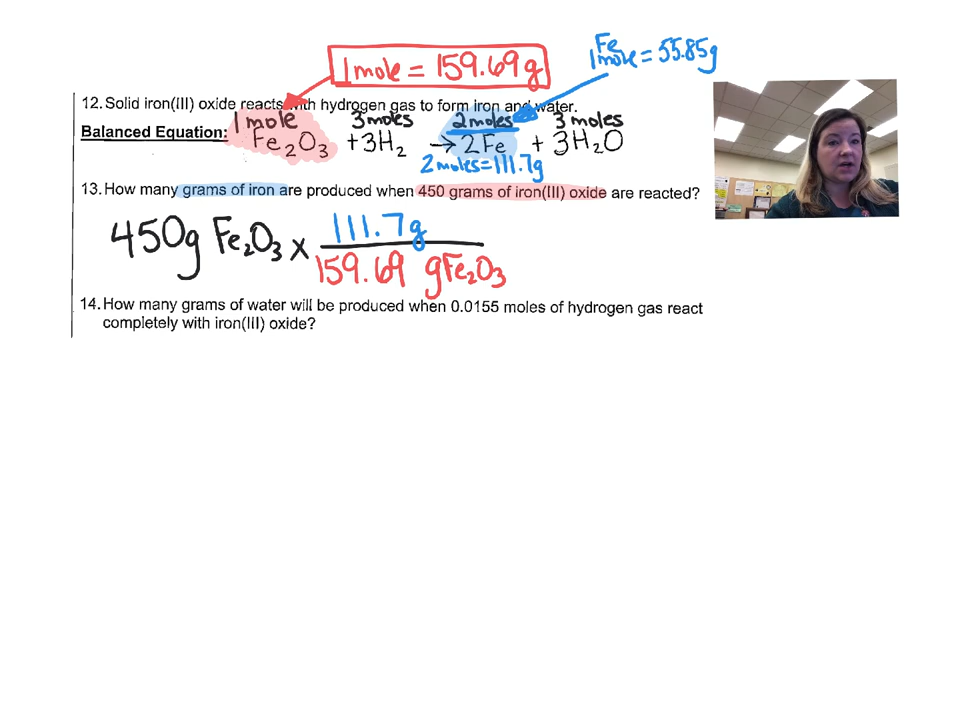 1 mole = 159.69 g
Fe
1 mole = 55.85g
12. Solid iron(III) oxide reacts with hydrogen gas to form iron and water.
1 mole 3 moles 2 moles 3 moles
Balanced Equation: Fe₂O₃ + 3H₂ → 2 Fe + 3H₂O
2 moles = 111.7g
13. How many grams of iron are produced when 450 grams of iron(III) oxide are reacted?
450g Fe₂O₃ x 111.7g
159.69 g Fe₂O₃
14. How many grams of water will be produced when 0.0155 moles of hydrogen gas react
completely with iron(III) oxide?